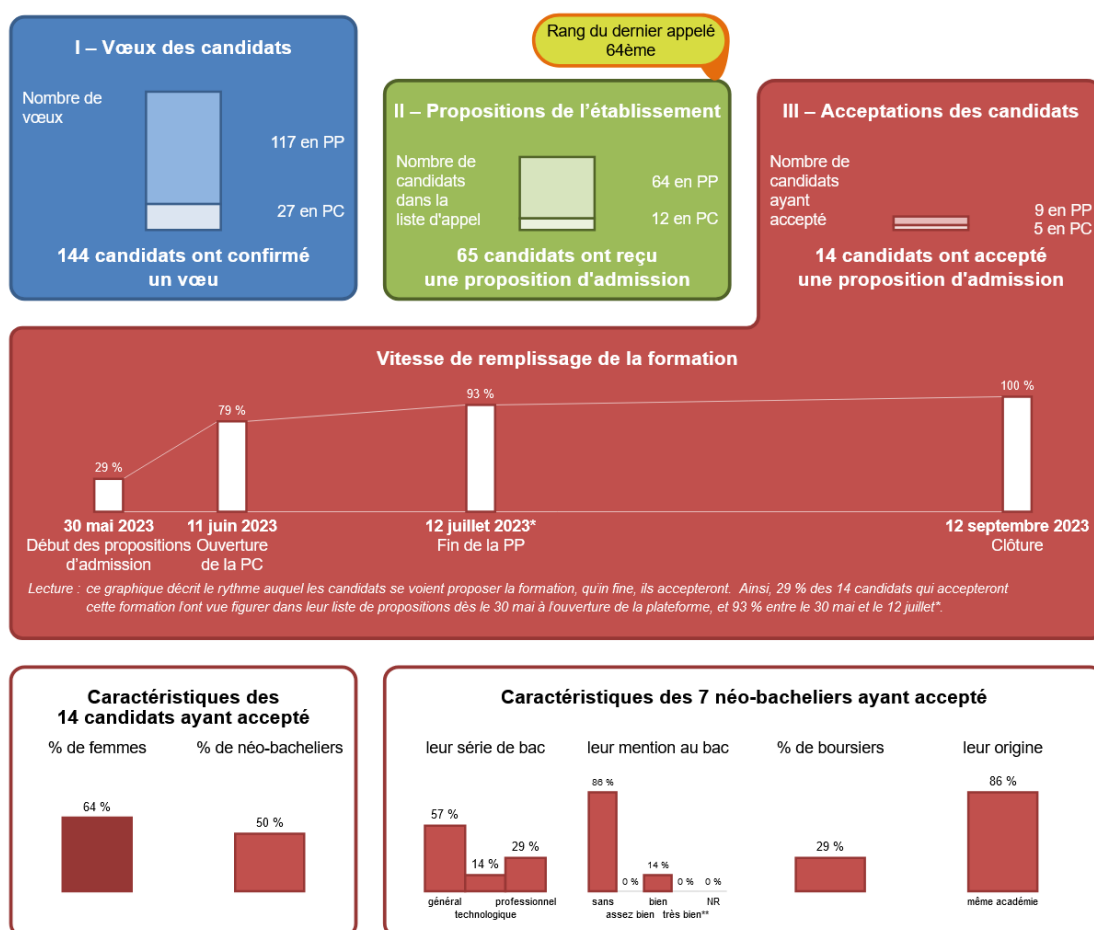 Rang du dernier appelé
64ème
I – Vœux des candidats
Nombre de
vœux
117 en PP
27 en PC
144 candidats ont confirmé
un vœu
II – Propositions de l'établissement
Nombre de
candidats
dans la
liste d'appel
64 en PP
12 en PC
65 candidats ont reçu
une proposition d'admission
III – Acceptations des candidats
Nombre de
candidats
ayant
accepté
9 en PP
5 en PC
14 candidats ont accepté
une proposition d'admission
Vitesse de remplissage de la formation
29 %
79 %
93 %
100 %
30 mai 2023
Début des propositions
d'admission
11 juin 2023
Ouverture
de la PC
12 juillet 2023*
Fin de la PP
12 septembre 2023
Clôture
Lecture : ce graphique décrit le rythme auquel les candidats se voient proposer la formation, qu'in fine, ils accepteront. Ainsi, 29 % des 14 candidats qui accepteront
cette formation l'ont vue figurer dans leur liste de propositions dès le 30 mai à l'ouverture de la plateforme, et 93 % entre le 30 mai et le 12 juillet*.
Caractéristiques des
14 candidats ayant accepté
% de femmes
% de néo-bacheliers
64 %
50 %
Caractéristiques des 7 néo-bacheliers ayant accepté
leur série de bac
57 %
14 %
29 %
général
technologique
professionnel
leur mention au bac
86 %
0 %
14 %
0 %
0 %
sans
assez bien
bien
très bien**
NR
% de boursiers
29 %
leur origine
86 %
même académie